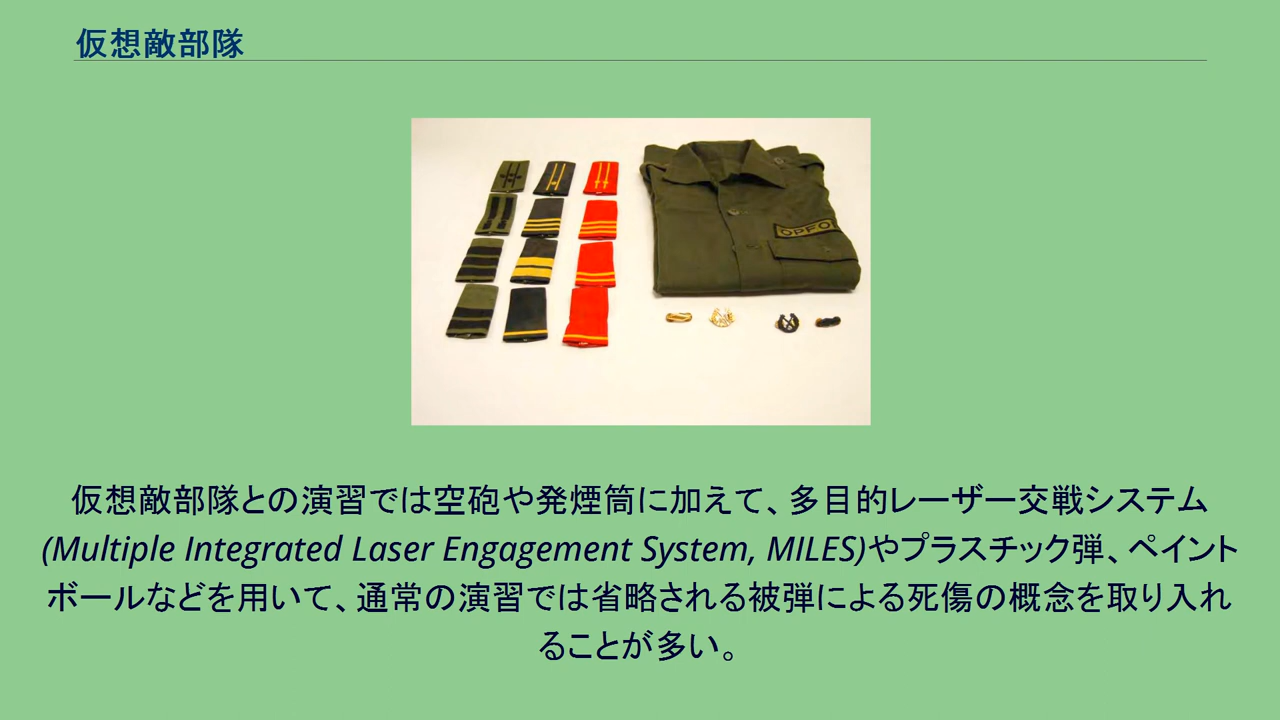 仮想敵部隊
OPFO
仮想敵部隊との演習では空砲や発煙筒に加えて、多目的レーザー交戦システム
(Multiple Integrated Laser Engagement System, MILES)やプラスチック弾、ペイント
ボールなどを用いて、通常の演習では省略される被弾による死傷の概念を取り入れ
ることが多い。